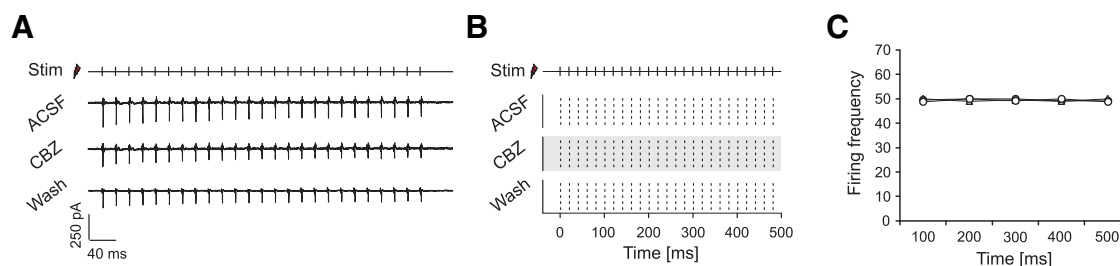 A
Stim
ACSF
CBZ
Wash
250 pA
40 ms
B
Stim
ACSF
CBZ
Wash
0 100 200 300 400 500
Time [ms]
C
Firing frequency
70
60
50
40
30
20
10
0
100 200 300 400 500
Time [ms]